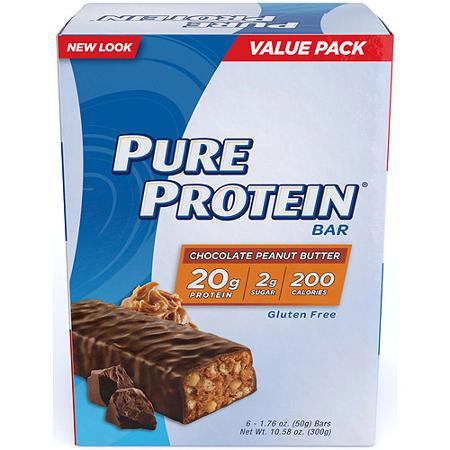 NEW LOOK
VALUE PACK
PURE
PROTEIN®
BAR
CHOCOLATE PEANUT BUTTER
20g PROTEIN
2g SUGAR
200 CALORIES
Gluten Free
6 - 1.76 oz. (50g) Bars
Net Wt. 10.58 oz. (300g)